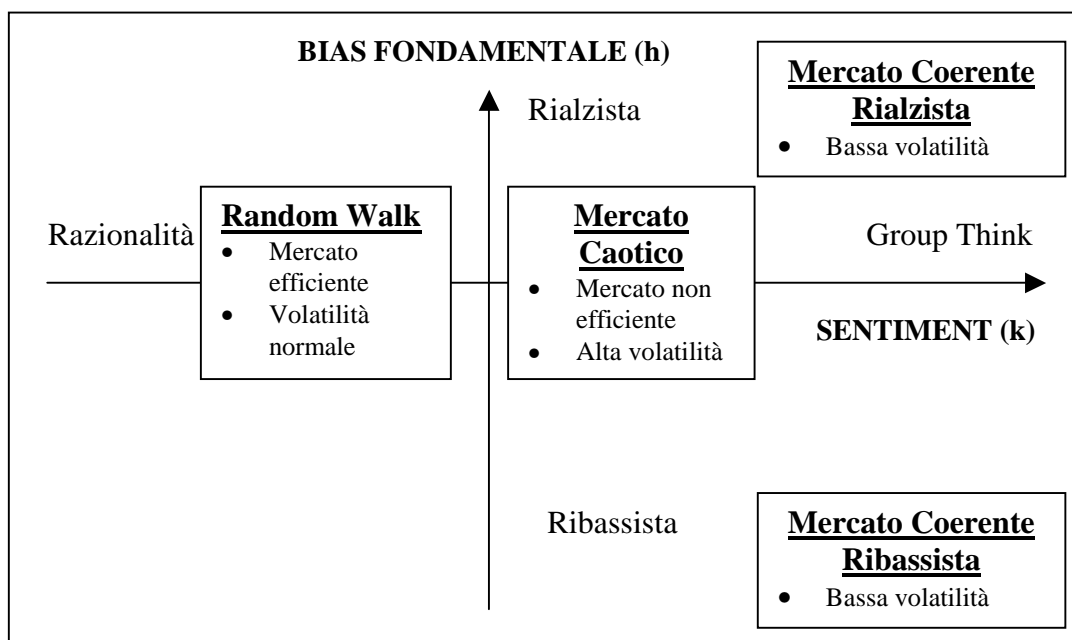 BIAS FONDAMENTALE (h)
Rialzista
Mercato Coerente
Rialzista
• Bassa volatilità
Razionalità
Random Walk
• Mercato
efficiente
• Volatilità
normale
Mercato
Caotico
• Mercato non
efficiente
• Alta volatilità
Group Think
SENTIMENT (k)
Ribassista
Mercato Coerente
Ribassista
• Bassa volatilità